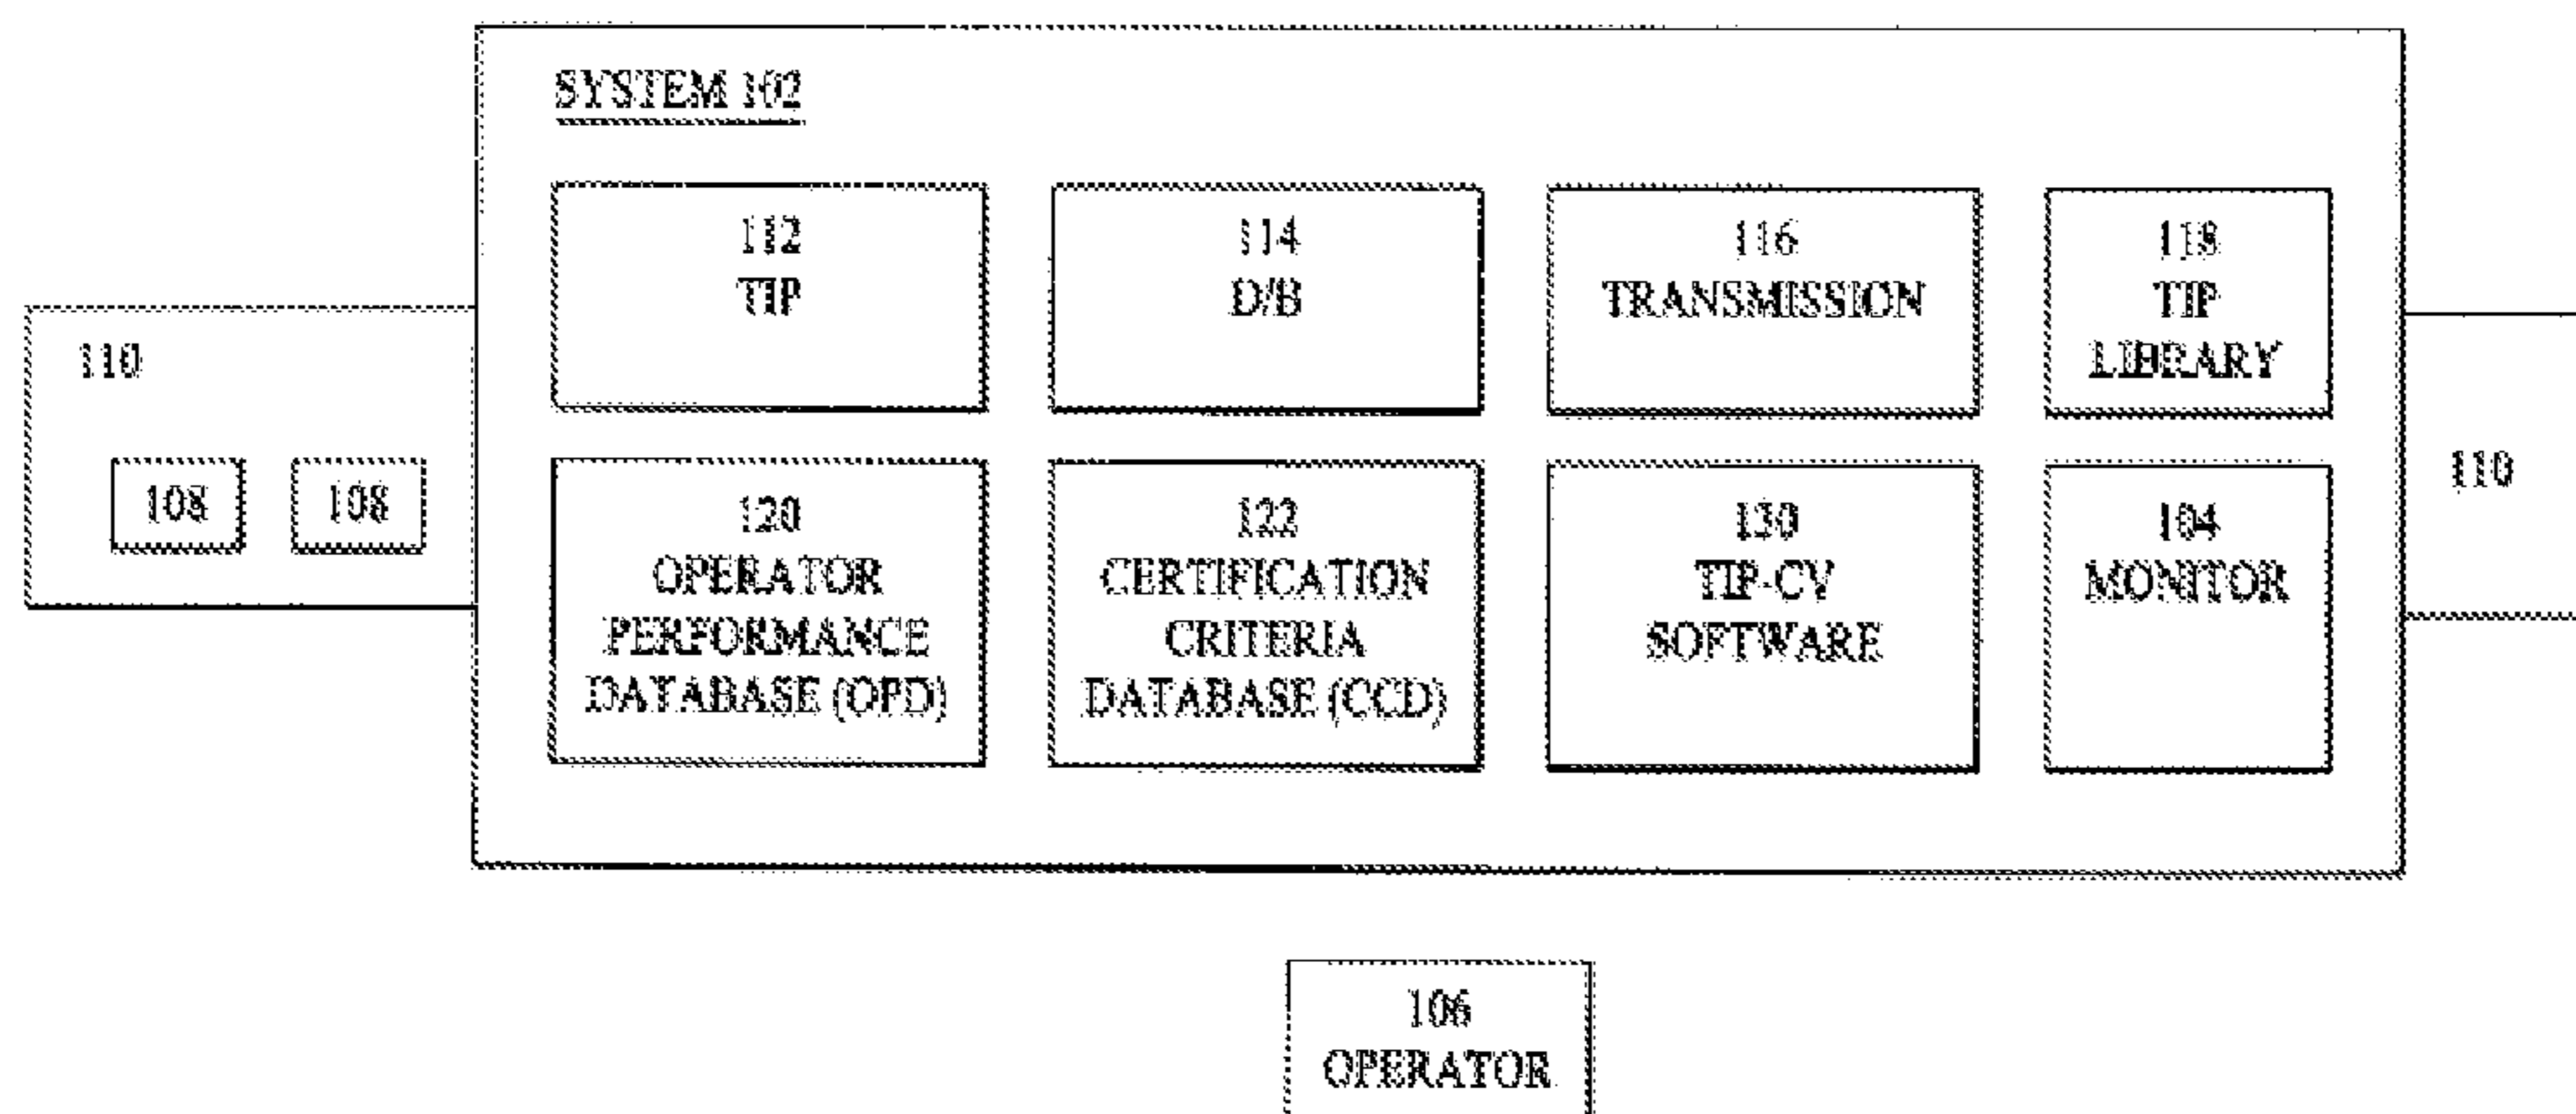 SYSTEM 102
112
TIP
114
D/B
116
TRANSMISSION
118
TIP
LIBRARY
110
108
108
120
OPERATOR
PERFORMANCE
DATABASE (OPD)
122
CERTIFICATION
CRITERIA
DATABASE (CCD)
130
TIP-CV
SOFTWARE
104
MONITOR
110
106
OPERATOR